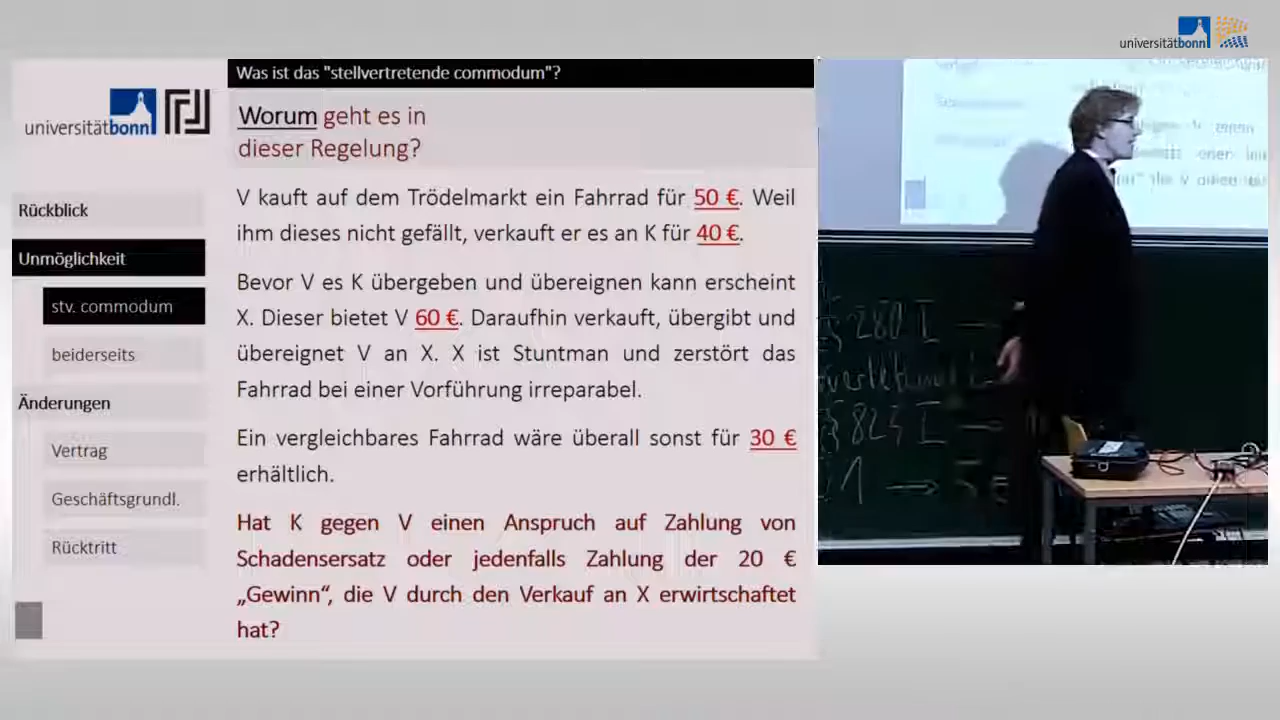 universitätbonn
Was ist das "stellvertretende commodum"?
universitätbonn
Worum geht es in
dieser Regelung?
Rückblick
Unmöglichkeit
stv. commodum
beiderseits
Änderungen
Vertrag
Geschäftsgrundl.
Rücktritt
V kauft auf dem Trödelmarkt ein Fahrrad für 50 €. Weil
ihm dieses nicht gefällt, verkauft er es an K für 40 €.
Bevor V es K übergeben und übereignen kann erscheint
X. Dieser bietet V 60 €. Daraufhin verkauft, übergibt und
übereignet V an X. X ist Stuntman und zerstört das
Fahrrad bei einer Vorführung irreparabel.
Ein vergleichbares Fahrrad wäre überall sonst für 30 €
erhältlich.
Hat K gegen V einen Anspruch auf Zahlung von
Schadensersatz oder jedenfalls Zahlung der 20 €
„Gewinn“, die V durch den Verkauf an X erwirtschaftet
hat?
§ 280 I →
§ 823 I →